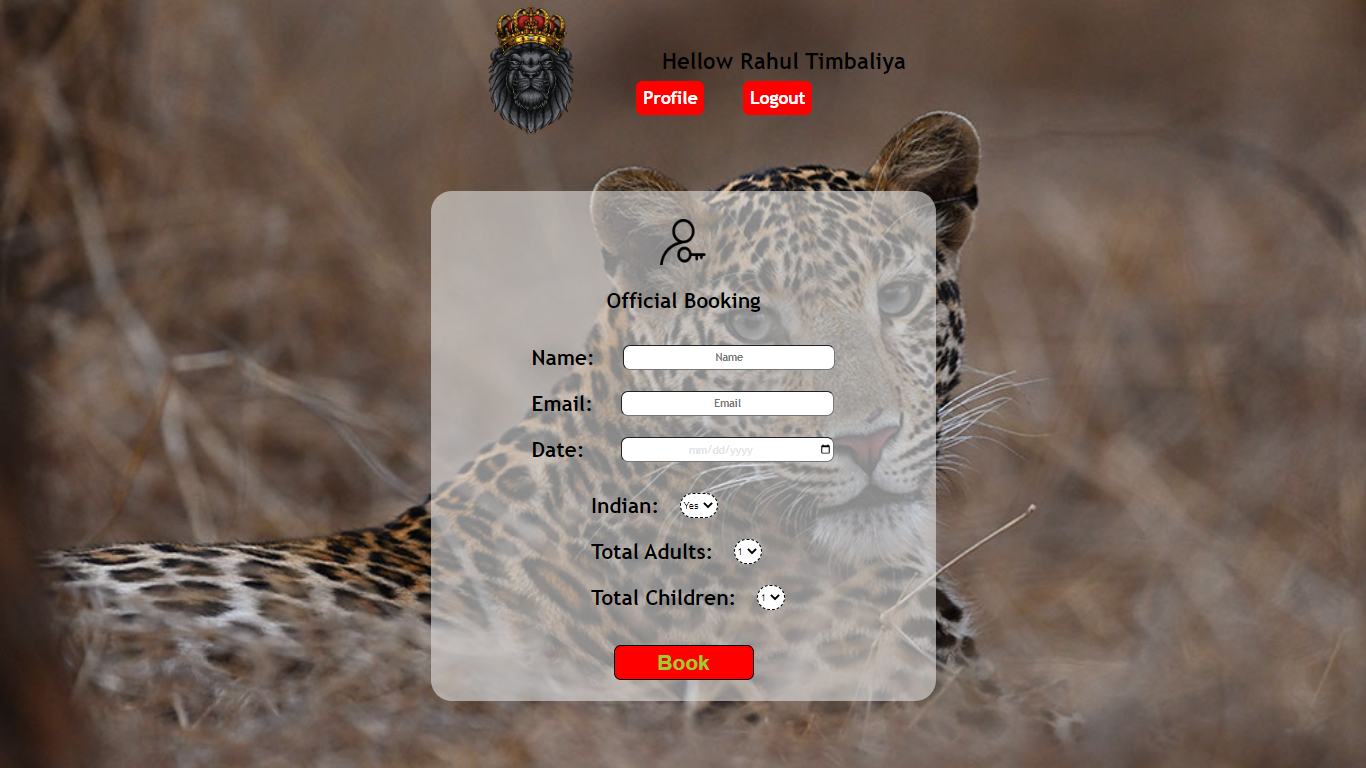 Hellow Rahul Timbaliya
Profile Logout
Official Booking
Name: Name
Email: Email
Date: mm/dd/yyyy
Indian: Yes
Total Adults: 1
Total Children: 1
Book